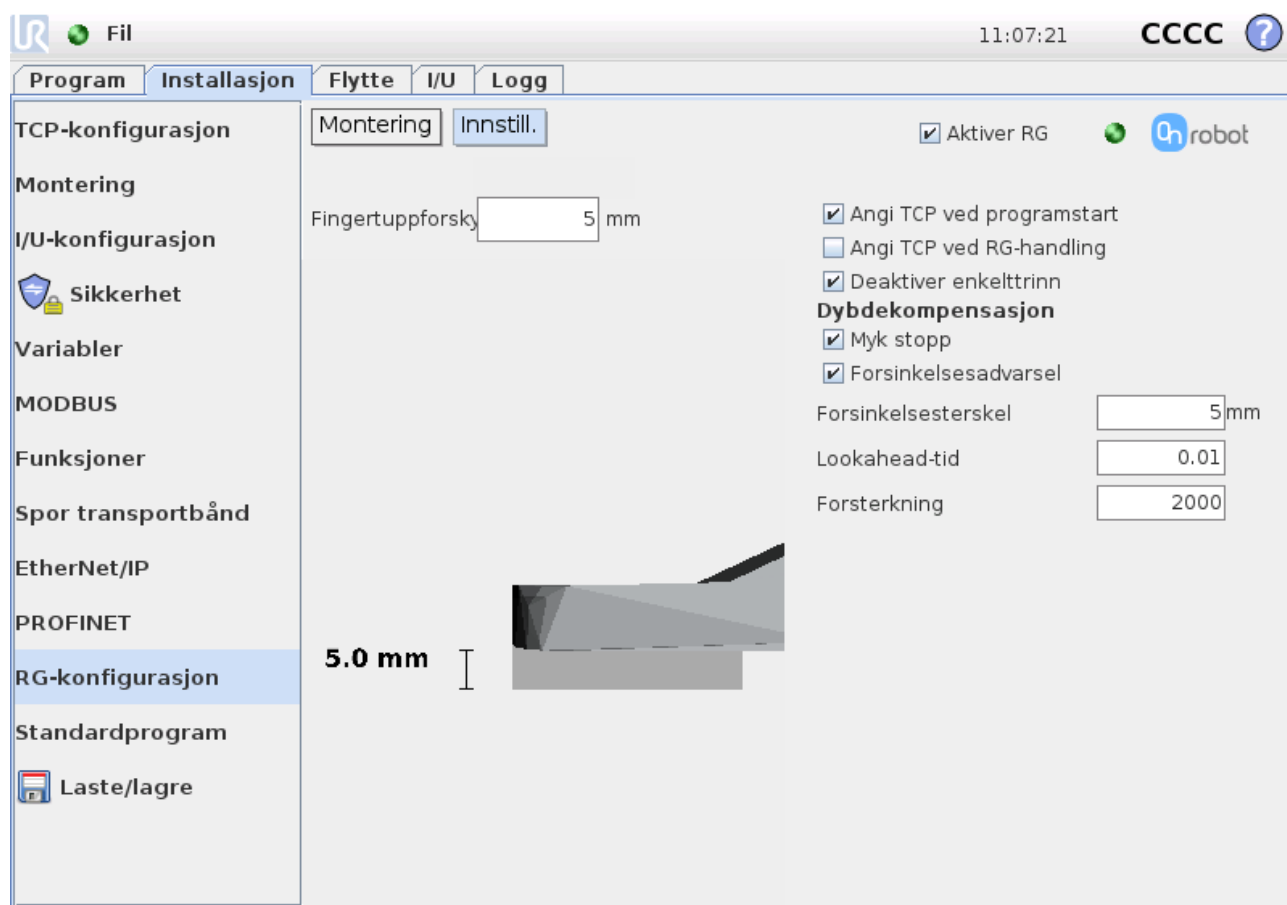 UR Fil 11:07:21 CCCC ?
Program Installasjon Flytte I/U Logg
TCP-konfigurasjon
Montering
I/U-konfigurasjon
Sikkerhet
Variabler
MODBUS
Funksjoner
Spor transportbånd
EtherNet/IP
PROFINET
RG-konfigurasjon
Standardprogram
Laste/lagre
Montering Innstill.
Aktiver RG
On robot
Fingertuppforsky 5 mm
Angi TCP ved programstart
Angi TCP ved RG-handling
Deaktiver enkelttrinn
Dybdekompensasjon
Myk stopp
Forsinkelsesadvarsel
Forsinkelsesterskel 5 mm
Lookahead-tid 0.01
Forsterkning 2000
5.0 mm